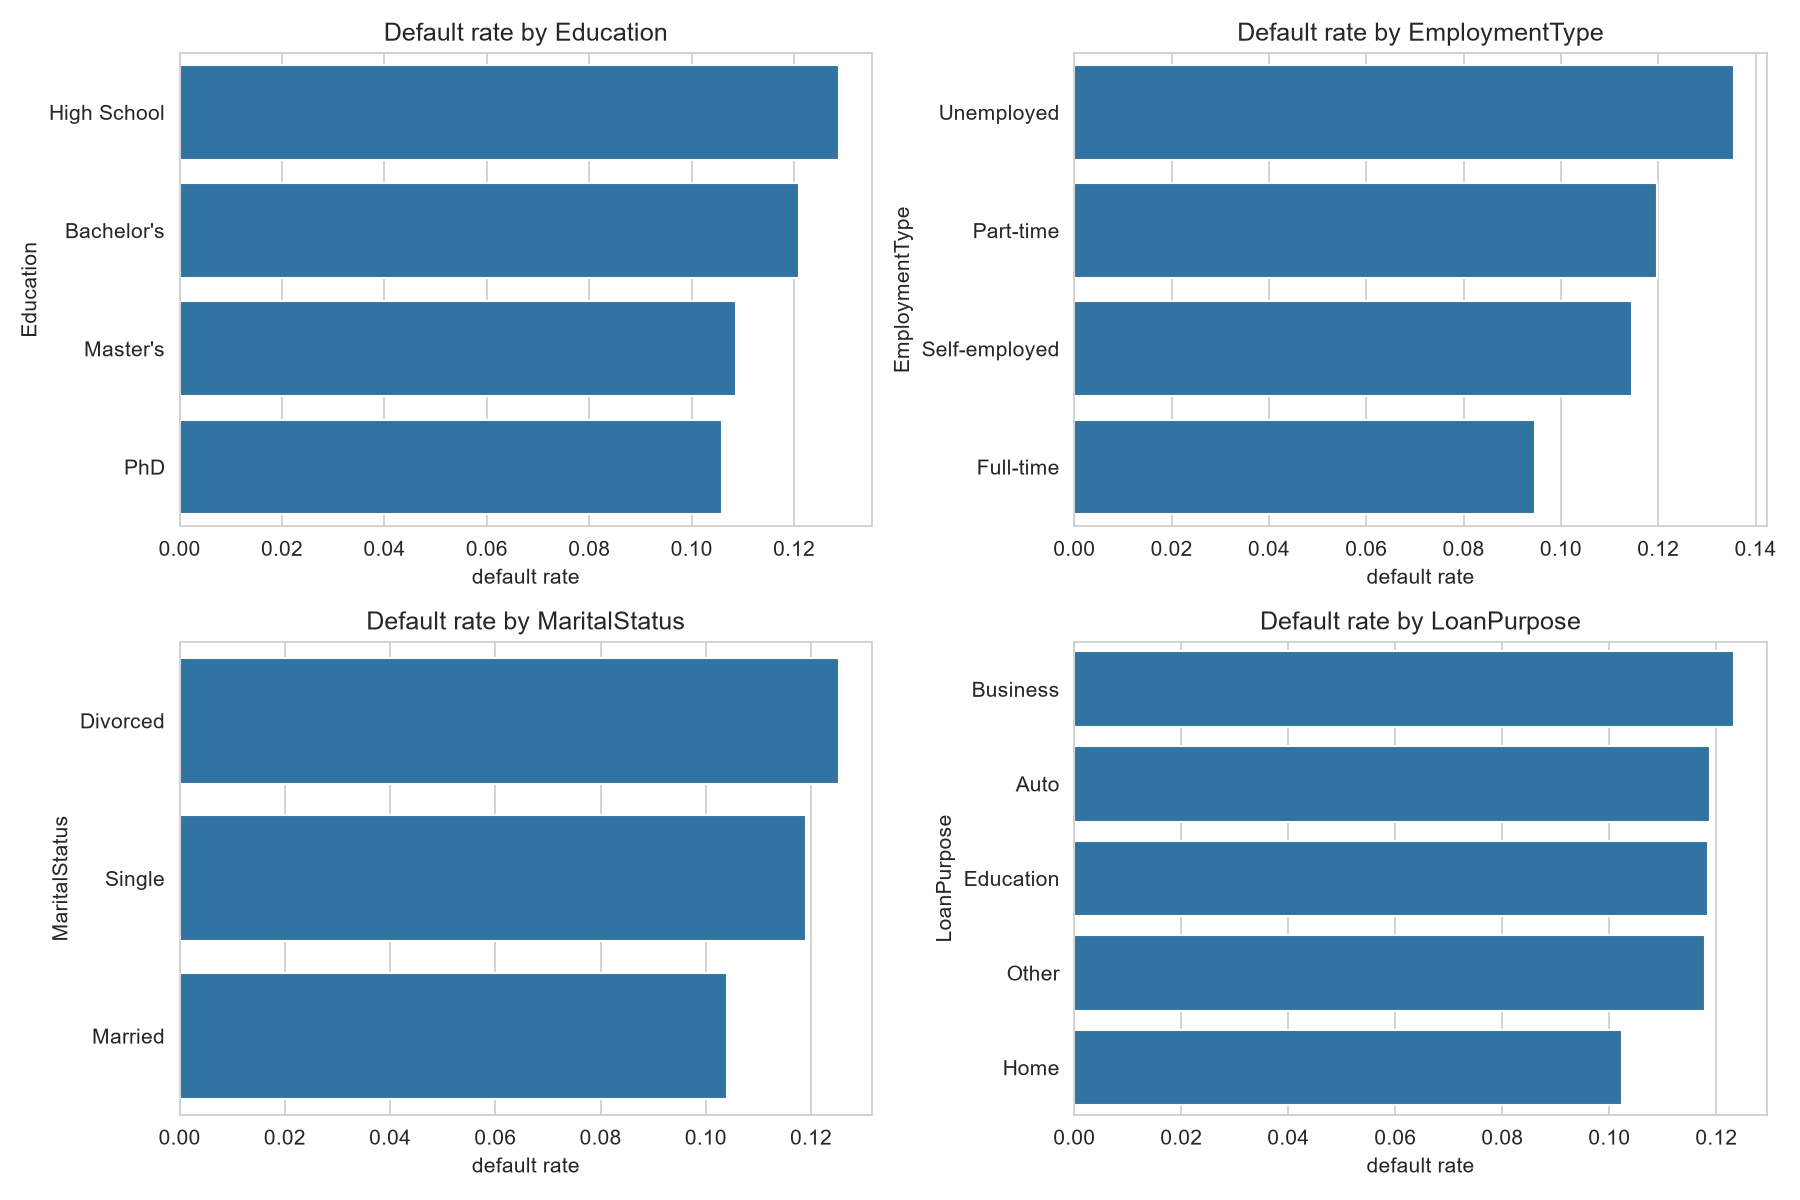 Default rate by Education
Education
High School
Bachelor's
Master's
PhD
0.00 0.02 0.04 0.06 0.08 0.10 0.12
default rate
Default rate by EmploymentType
EmploymentType
Unemployed
Part-time
Self-employed
Full-time
0.00 0.02 0.04 0.06 0.08 0.10 0.12 0.14
default rate
Default rate by MaritalStatus
MaritalStatus
Divorced
Single
Married
0.00 0.02 0.04 0.06 0.08 0.10 0.12
default rate
Default rate by LoanPurpose
LoanPurpose
Business
Auto
Education
Other
Home
0.00 0.02 0.04 0.06 0.08 0.10 0.12
default rate